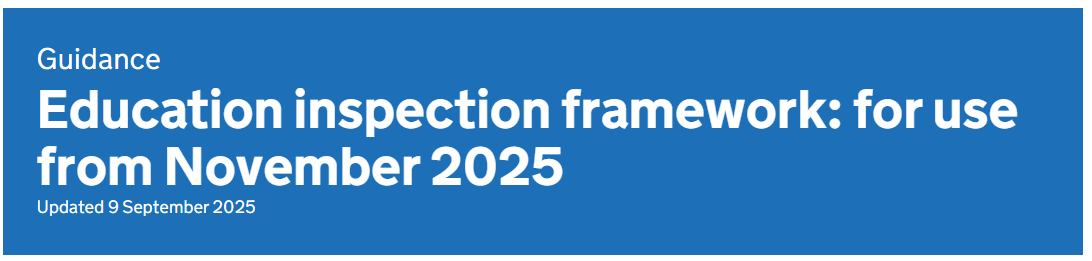 Guidance
Education inspection framework: for use
from November 2025
Updated 9 September 2025